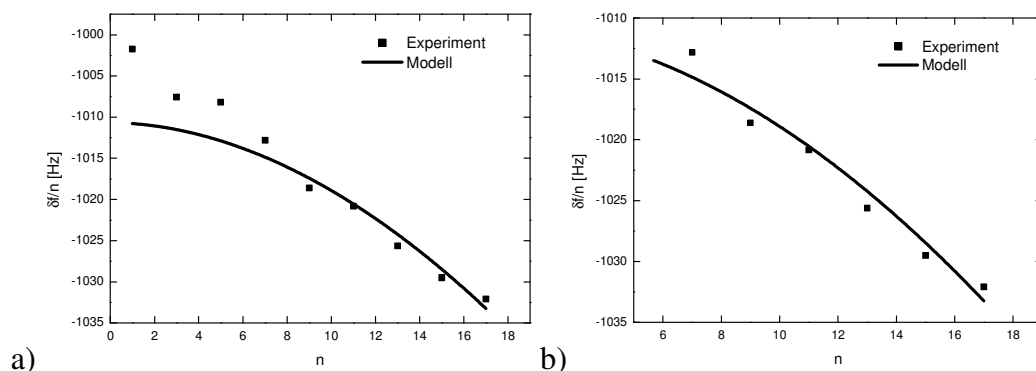 -1000
-1005
-1010
-1015
-1020
-1025
-1030
-1035
δf/n [Hz]
0 2 4 6 8 10 12 14 16 18
n
Experiment
Modell
a)
-1010
-1015
-1020
-1025
-1030
-1035
δf/n [Hz]
6 8 10 12 14 16 18
n
Experiment
Modell
b)